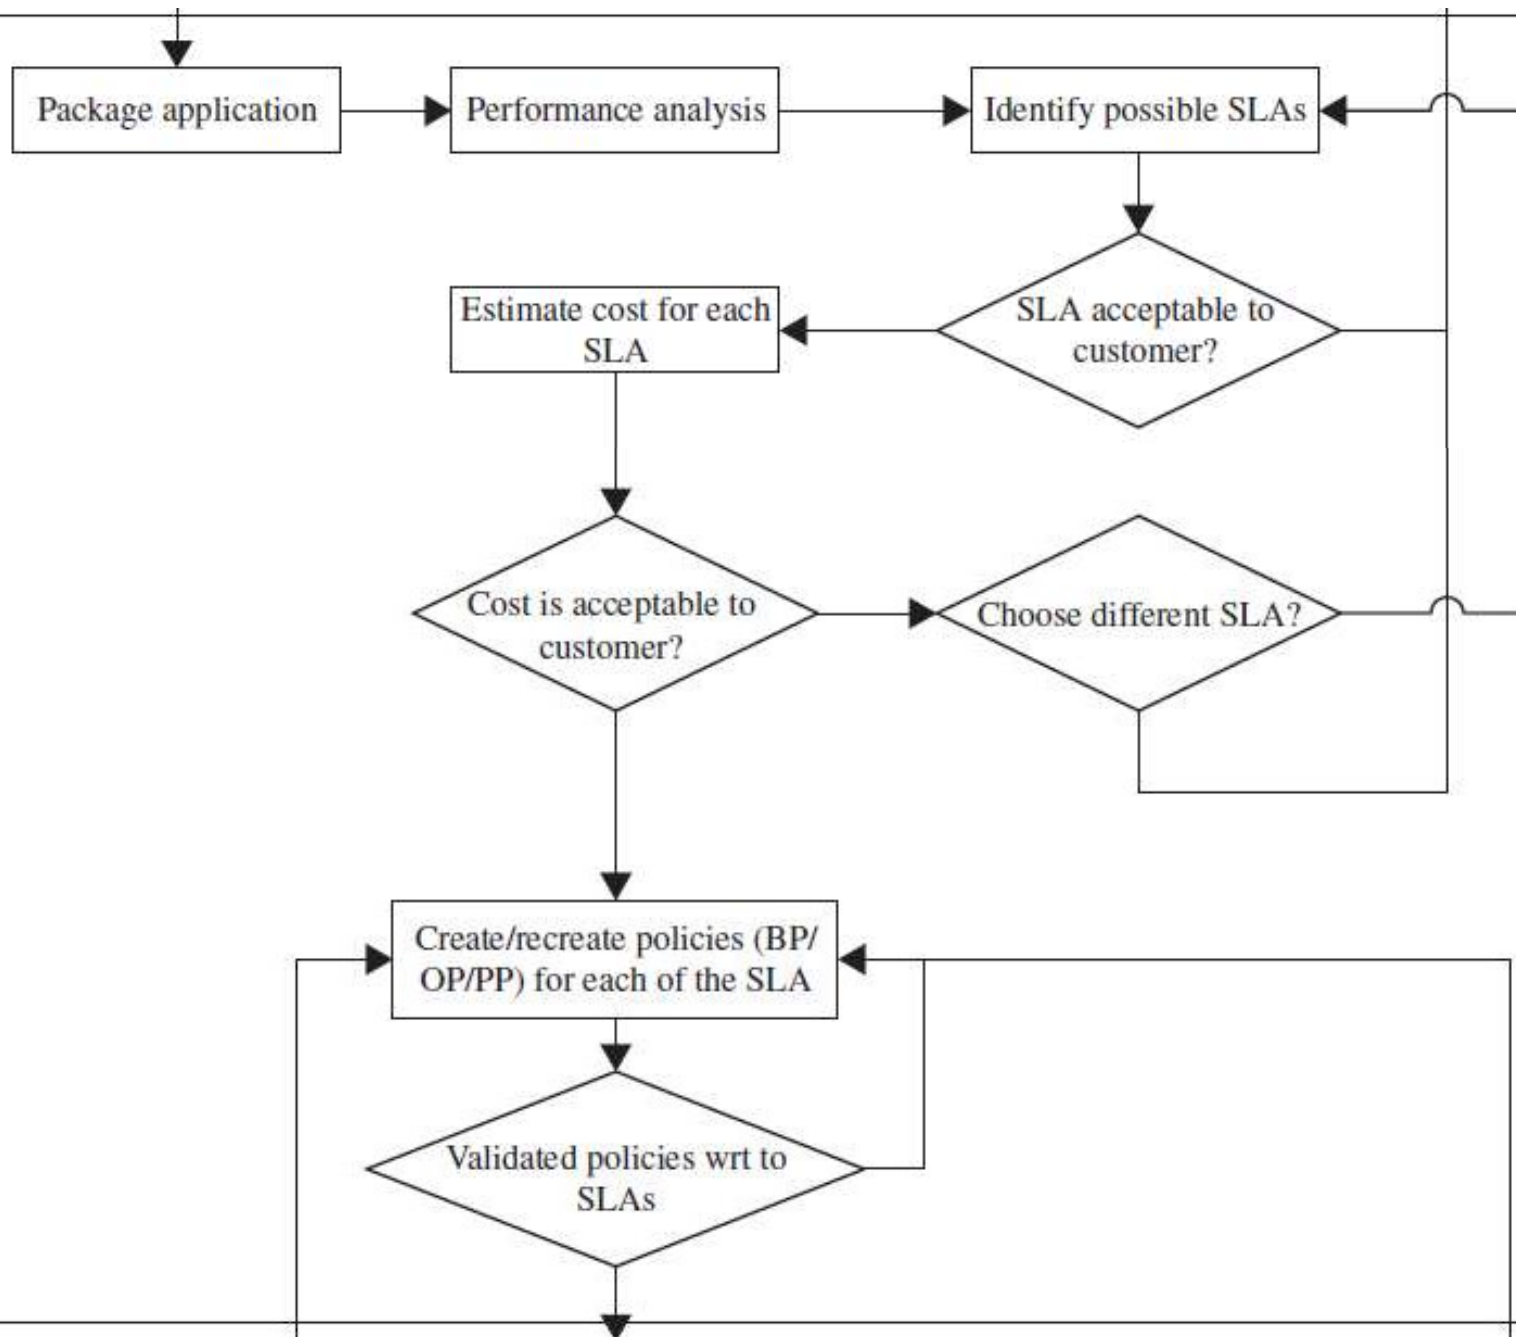 Package application
Performance analysis
Identify possible SLAs
Estimate cost for each
SLA
SLA acceptable to
customer?
Cost is acceptable to
customer?
Choose different SLA?
Create/recreate policies (BP/
OP/PP) for each of the SLA
Validated policies wrt to
SLAs